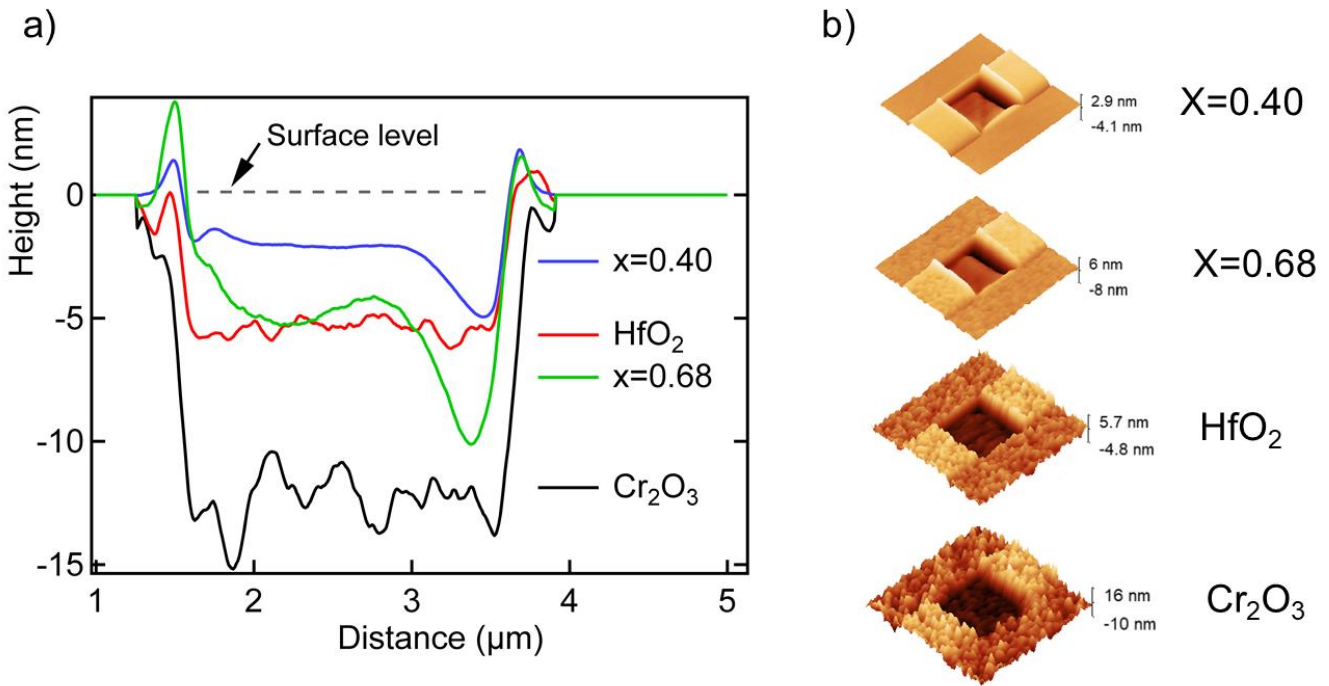 a)
b)
Surface level
Height (nm)
0
-5
-10
-15
x=0.40
HfO₂
x=0.68
Cr₂O₃
1
2
3
4
5
Distance (μm)
2.9 nm
-4.1 nm
X=0.40
6 nm
-8 nm
X=0.68
5.7 nm
-4.8 nm
HfO₂
16 nm
-10 nm
Cr₂O₃